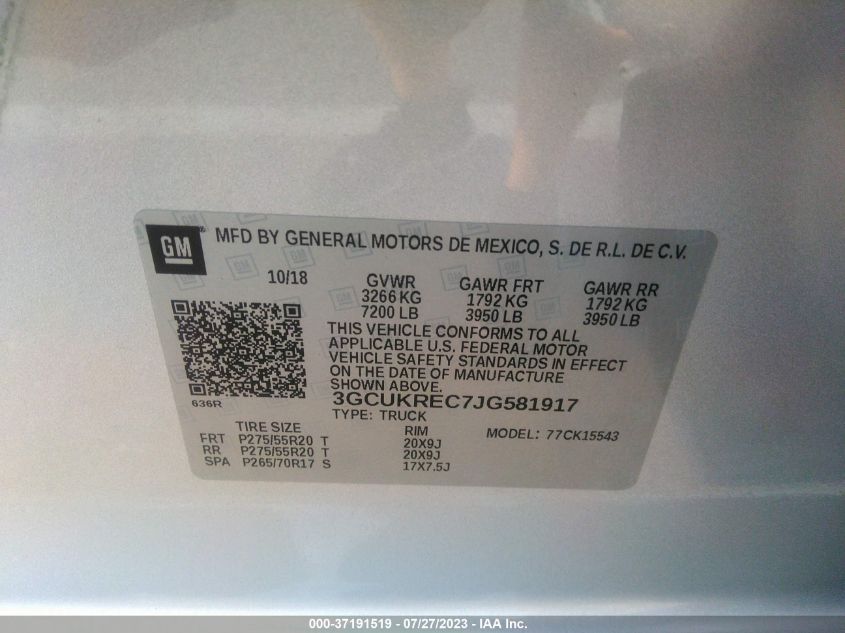 GM® MFD BY GENERAL MOTORS DE MEXICO, S. DE R.L. DE C.V.
10/18 GVWR GAWR FRT GAWR RR
3266 KG 1792 KG 1792 KG
7200 LB 3950 LB 3950 LB
THIS VEHICLE CONFORMS TO ALL
APPLICABLE U.S. FEDERAL MOTOR
VEHICLE SAFETY STANDARDS IN EFFECT
ON THE DATE OF MANUFACTURE
SHOWN ABOVE.
3GCUKREC7JG581917
636R TYPE: TRUCK
TIRE SIZE RIM MODEL: 77CK15543
FRT P275/55R20 T 20X9J
RR P275/55R20 T 20X9J
SPA P265/70R17 S 17X7.5J
000-37191519 / 07/27/2023 - IAA Inc.